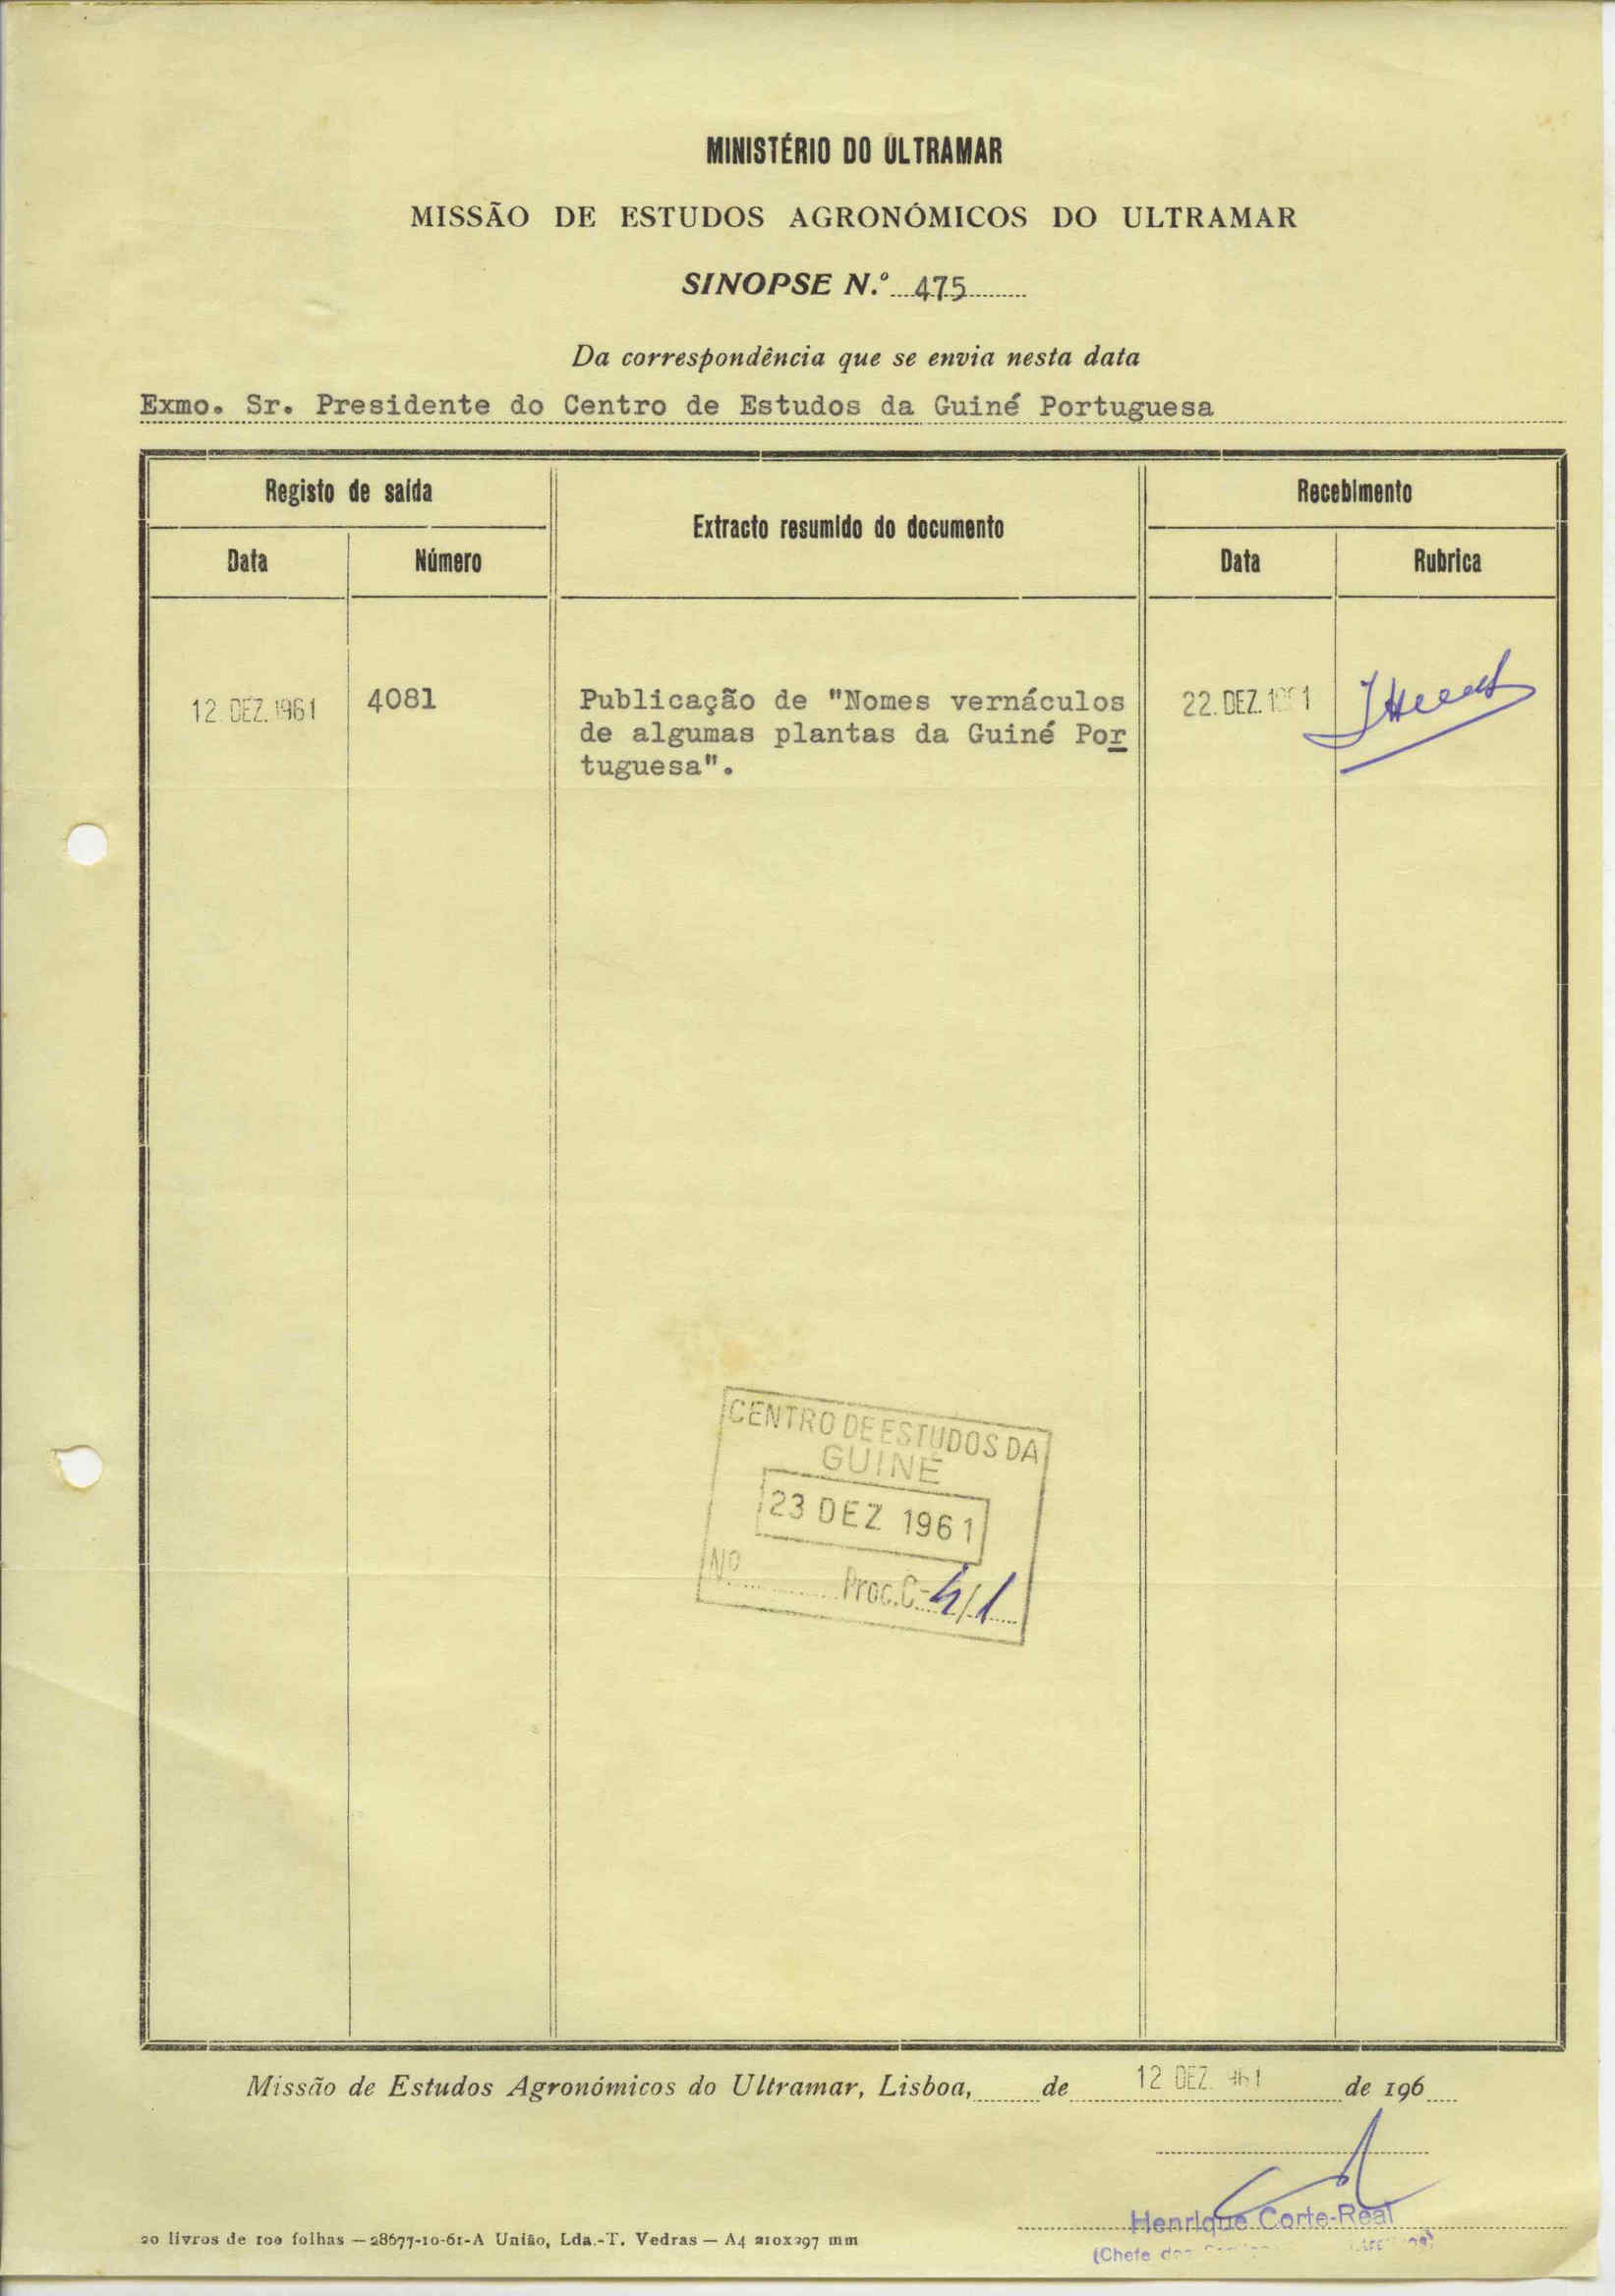 MINISTÉRIO DO ULTRAMAR
MISSÃO DE ESTUDOS AGRONÓMICOS DO ULTRAMAR
SINOPSE N.º 475
Da correspondência que se envia nesta data
Exmo. Sr. Presidente do Centro de Estudos da Guiné Portuguesa
Registo de saída
Extracto resumido do documento
Recebimento
Data
Número
Data
Rubrica
12. DEZ. 1961
4081
Publicação de "Nomes vernáculos
de algumas plantas da Guiné Por
tuguesa".
22. DEZ. 1961
CENTRO DE ESTUDOS DA
GUINÉ
23 DEZ 1961
Nº Proc. C-4/1
Missão de Estudos Agronómicos do Ultramar, Lisboa, de 12 DEZ. 961 de 196
Henrique Corte-Real
(Chefe dos
20 livros de 100 folhas — 28677-10-61-A União, Lda.-T. Vedras — A4 210x297 mm